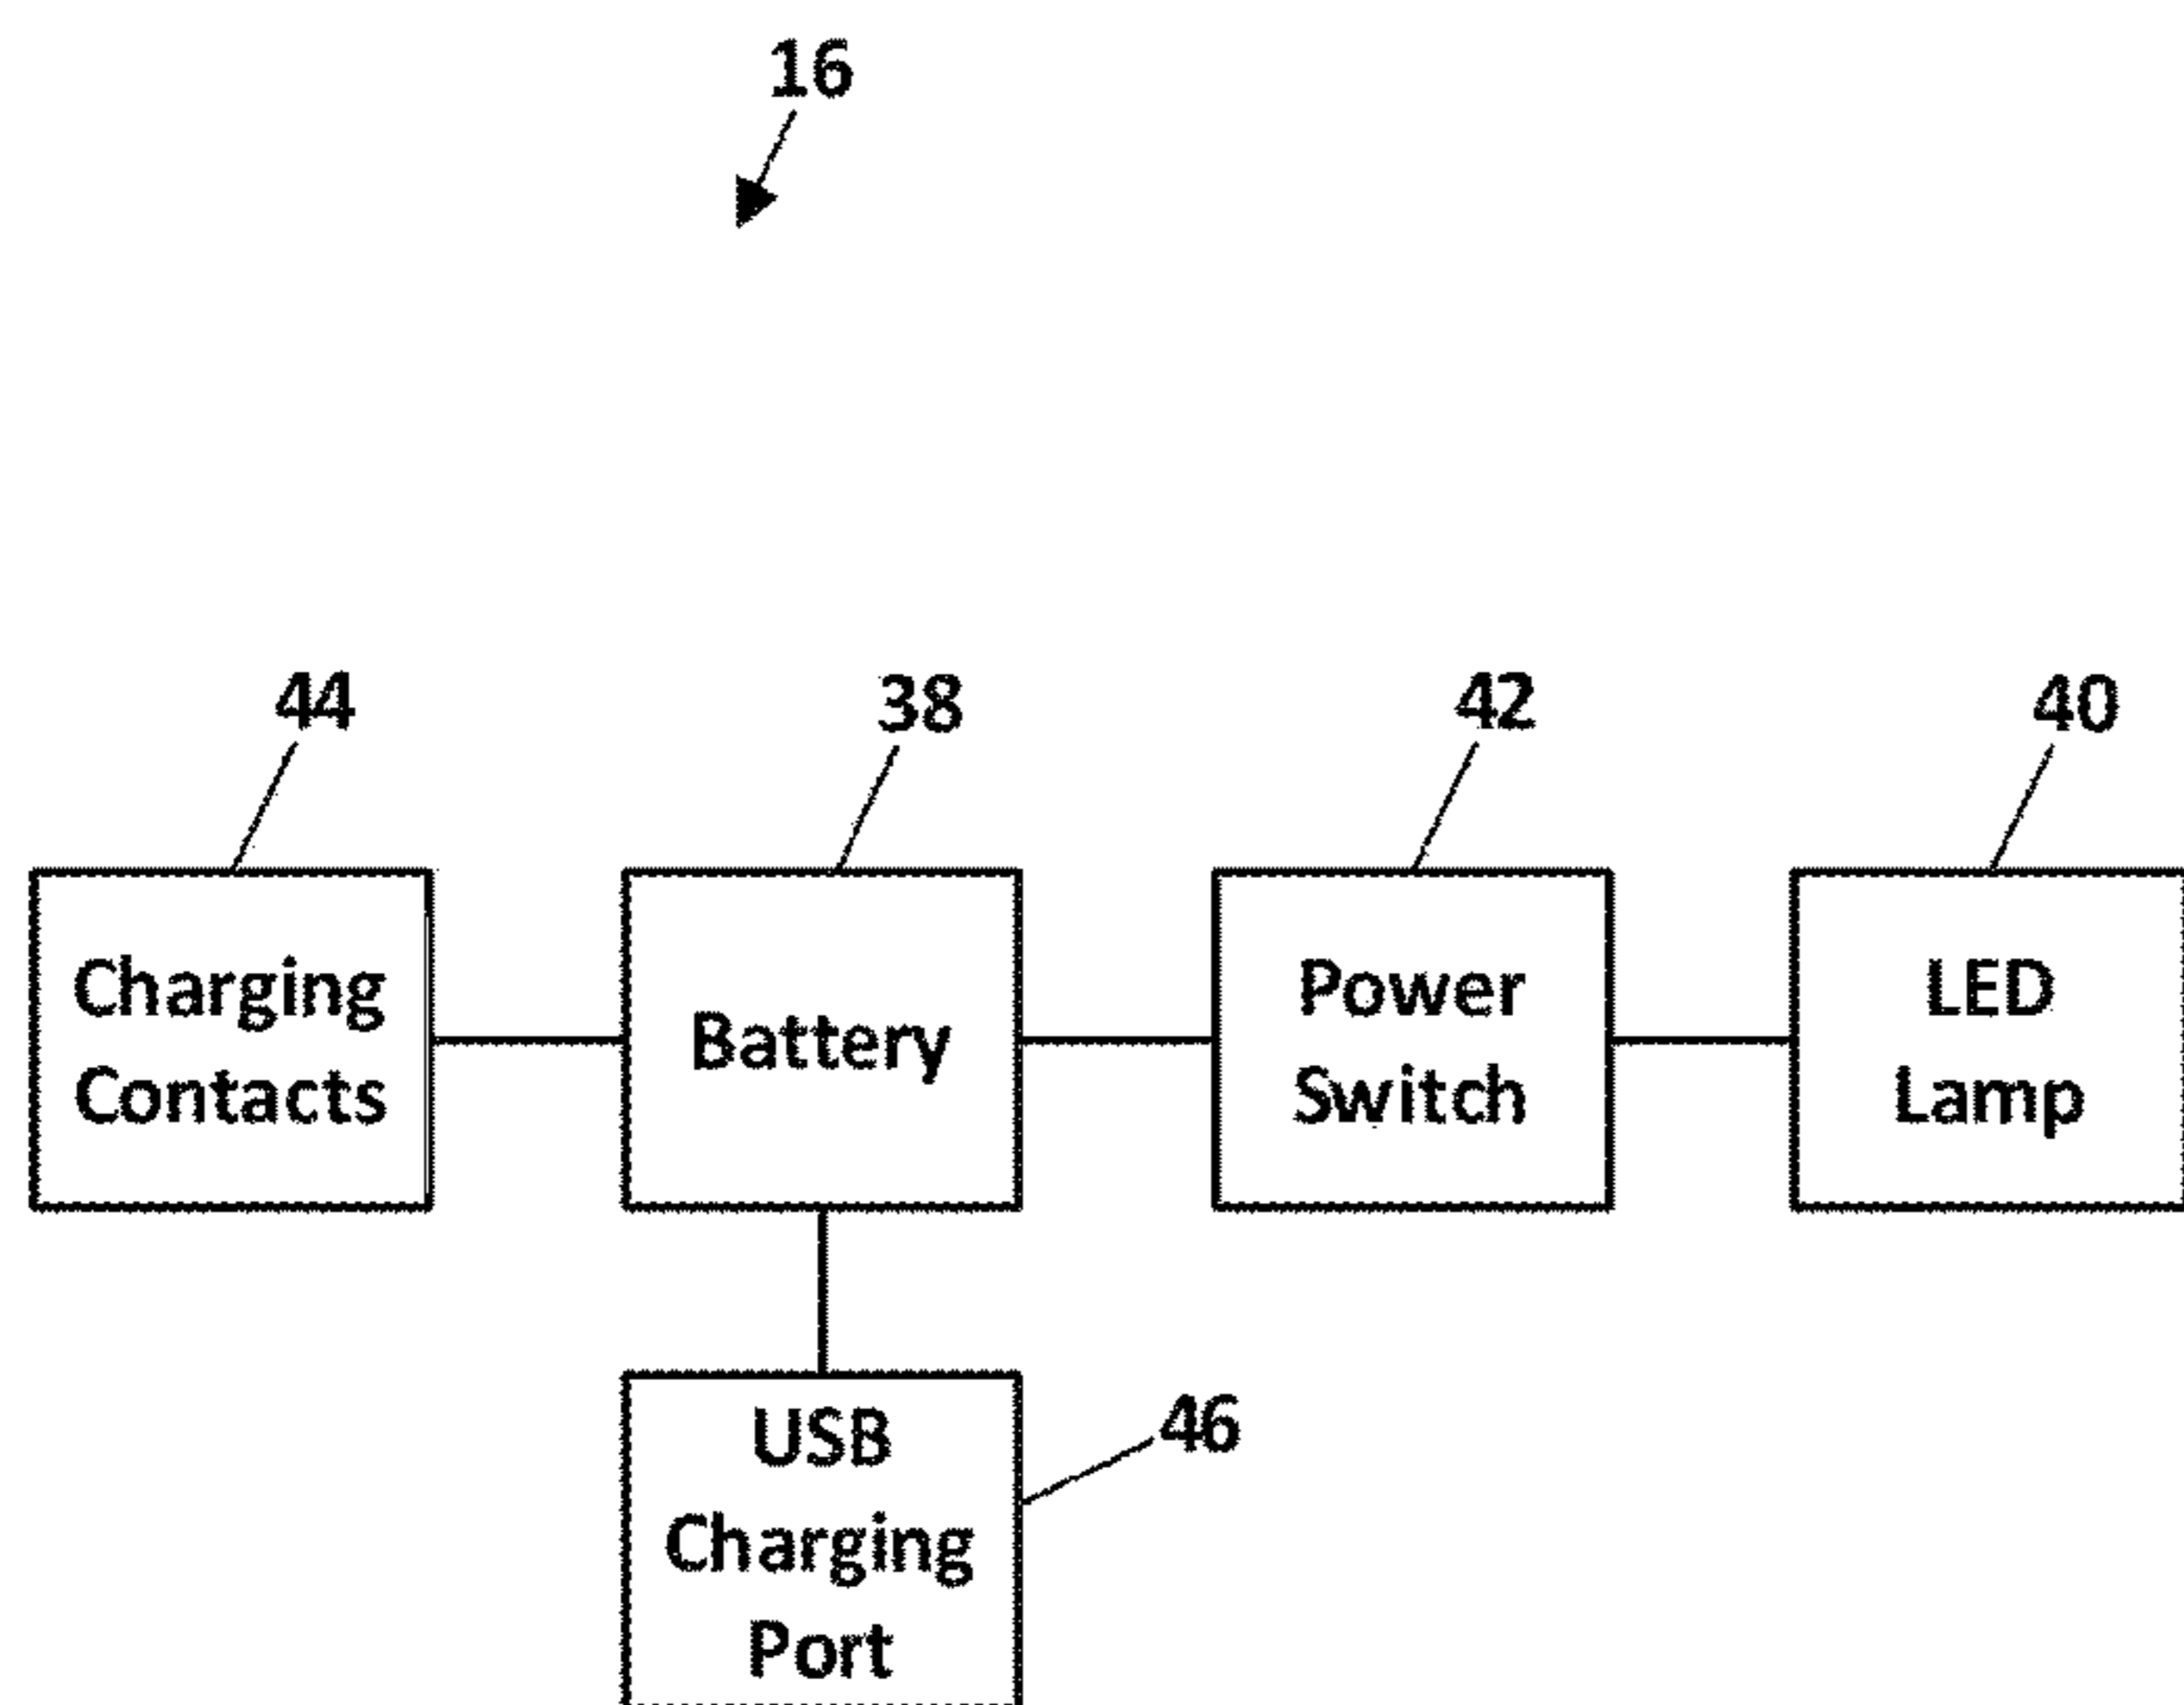 16
44
38
42
40
Charging
Contacts
Battery
Power
Switch
LED
Lamp
USB
Charging
Port
46